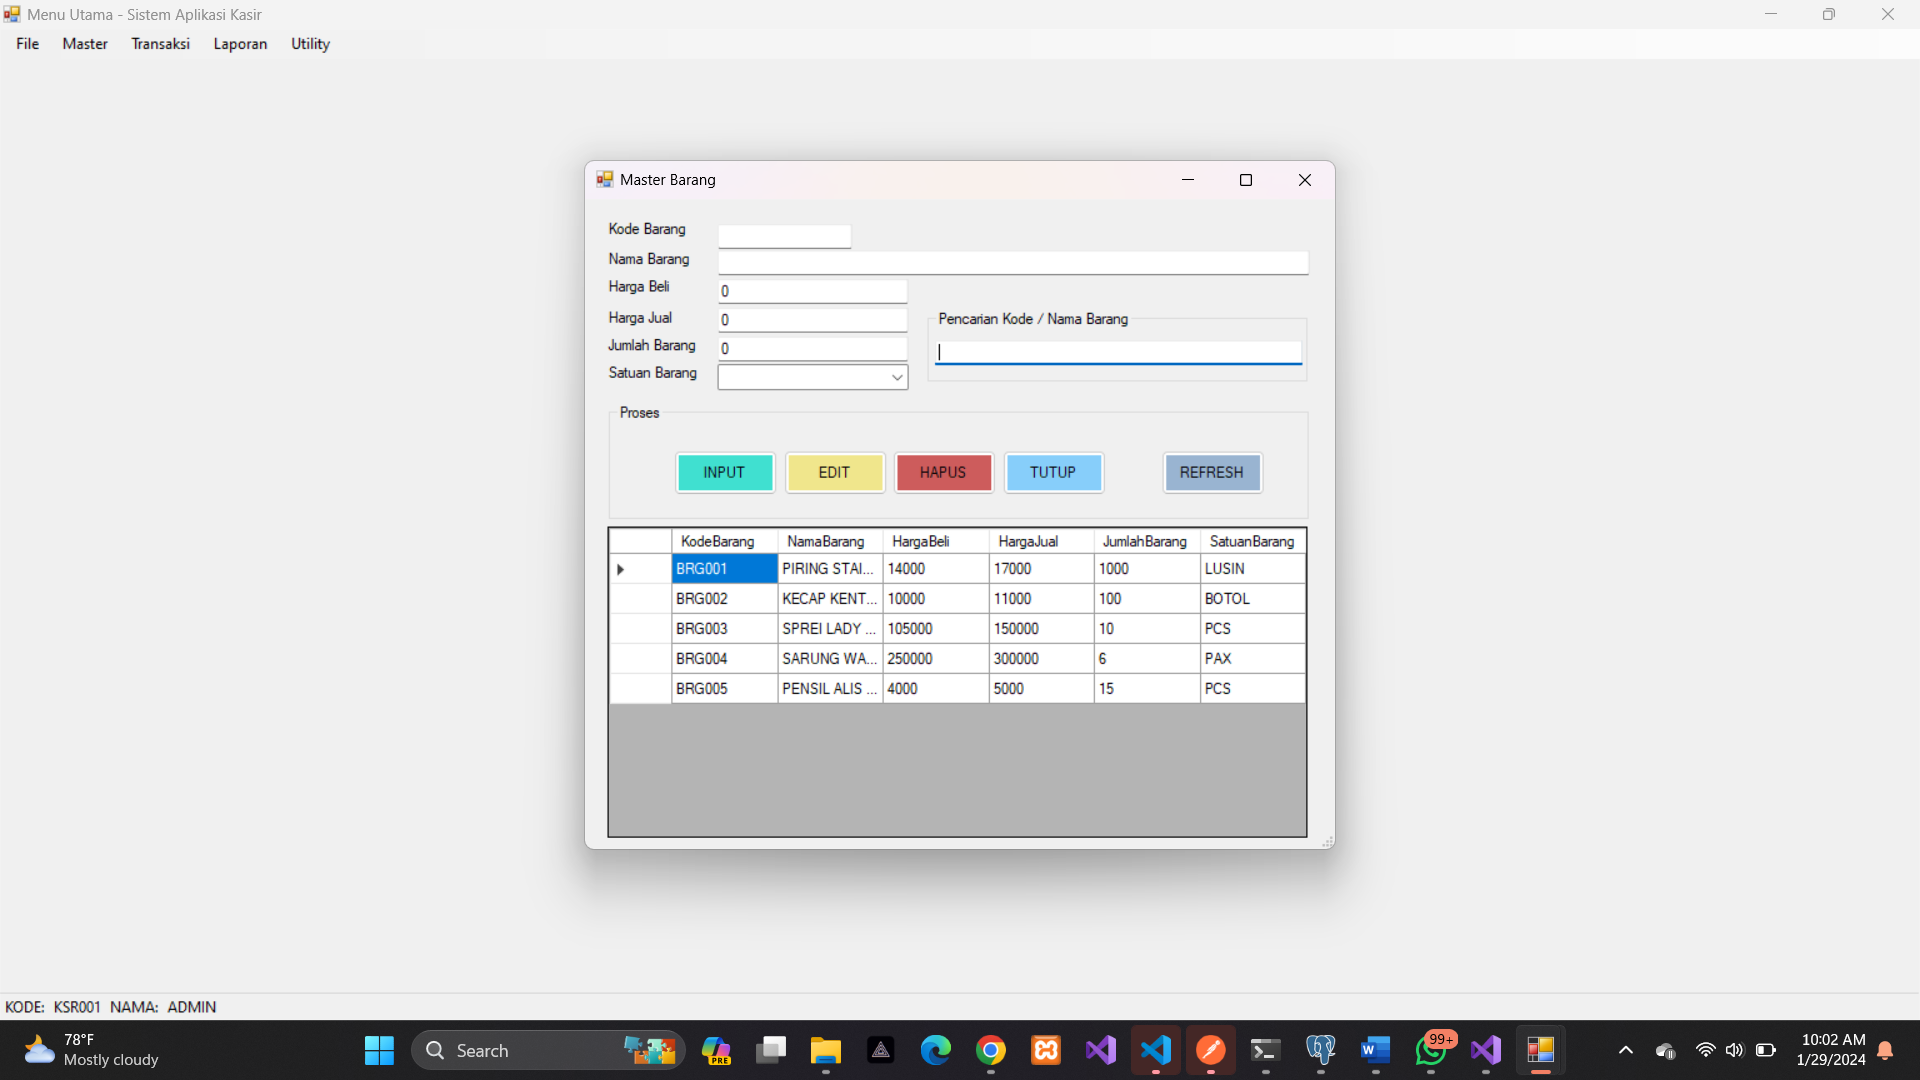 Menu Utama - Sistem Aplikasi Kasir
File Master Transaksi Laporan Utility
Master Barang
Kode Barang
Nama Barang
Harga Beli 0
Harga Jual 0
Pencarian Kode / Nama Barang
Jumlah Barang 0
Satuan Barang
Proses
INPUT EDIT HAPUS TUTUP REFRESH
KodeBarang NamaBarang HargaBeli HargaJual JumlahBarang SatuanBarang
BRG001 PIRING STAI... 14000 17000 1000 LUSIN
BRG002 KECAP KENT... 10000 11000 100 BOTOL
BRG003 SPREI LADY ... 105000 150000 10 PCS
BRG004 SARUNG WA... 250000 300000 6 PAX
BRG005 PENSIL ALIS ... 4000 5000 15 PCS
KODE: KSR001 NAMA: ADMIN
78°F
Mostly cloudy
Search
PRE
W
99+
10:02 AM
1/29/2024